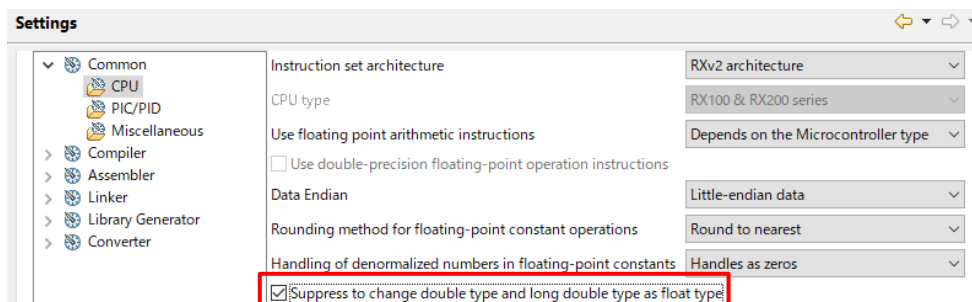 Settings
Common
CPU
PIC/PID
Miscellaneous
Compiler
Assembler
Linker
Library Generator
Converter
Instruction set architecture RXv2 architecture
CPU type RX100 & RX200 series
Use floating point arithmetic instructions Depends on the Microcontroller type
Use double-precision floating-point operation instructions
Data Endian Little-endian data
Rounding method for floating-point constant operations Round to nearest
Handling of denormalized numbers in floating-point constants Handles as zeros
Suppress to change double type and long double type as float type